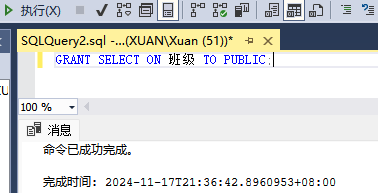 执行(X)
SQLQuery2.sql -...(XUAN\Xuan (51))*
GRANT SELECT ON 班级 TO PUBLIC;
100 %
消息
命令已成功完成。
完成时间: 2024-11-17T21:36:42.8960953+08:00